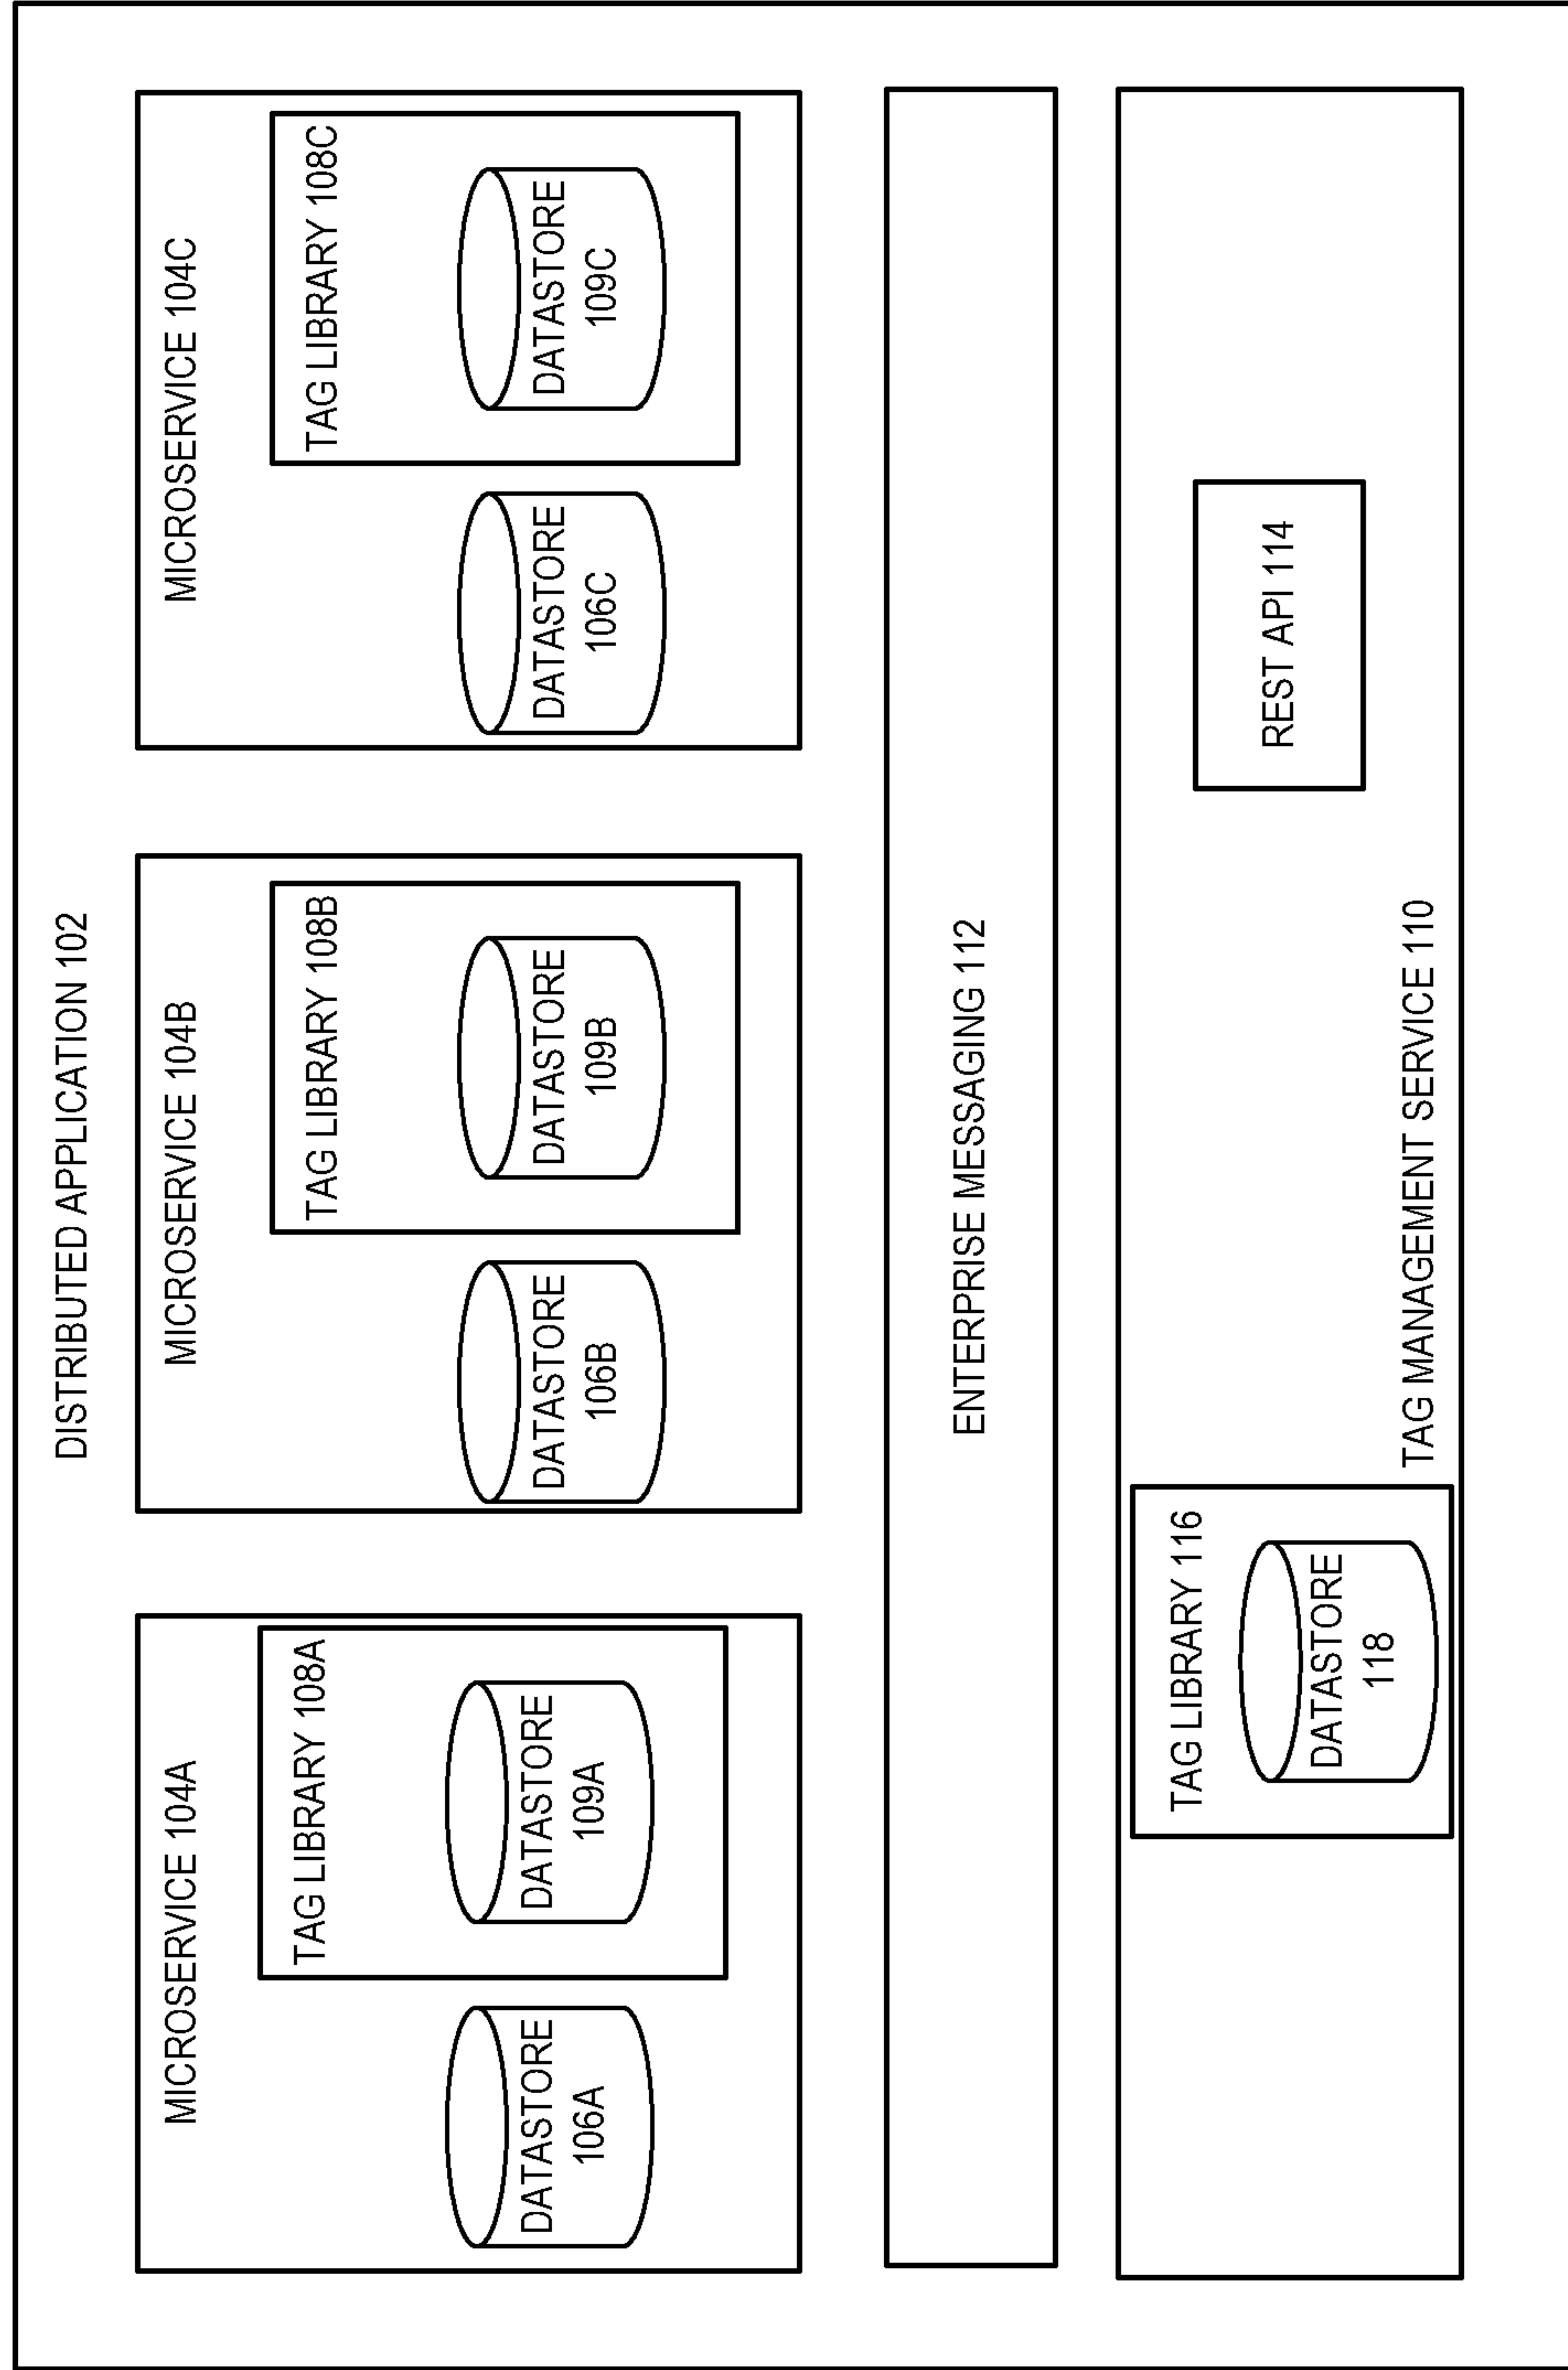 DISTRIBUTED APPLICATION 102
MICROSERVICE 104A
TAG LIBRARY 108A
DATASTORE
106A
DATASTORE
109A
MICROSERVICE 104B
TAG LIBRARY 108B
DATASTORE
106B
DATASTORE
109B
MICROSERVICE 104C
TAG LIBRARY 108C
DATASTORE
106C
DATASTORE
109C
ENTERPRISE MESSAGING 112
TAG LIBRARY 116
DATASTORE
118
REST API 114
TAG MANAGEMENT SERVICE 110